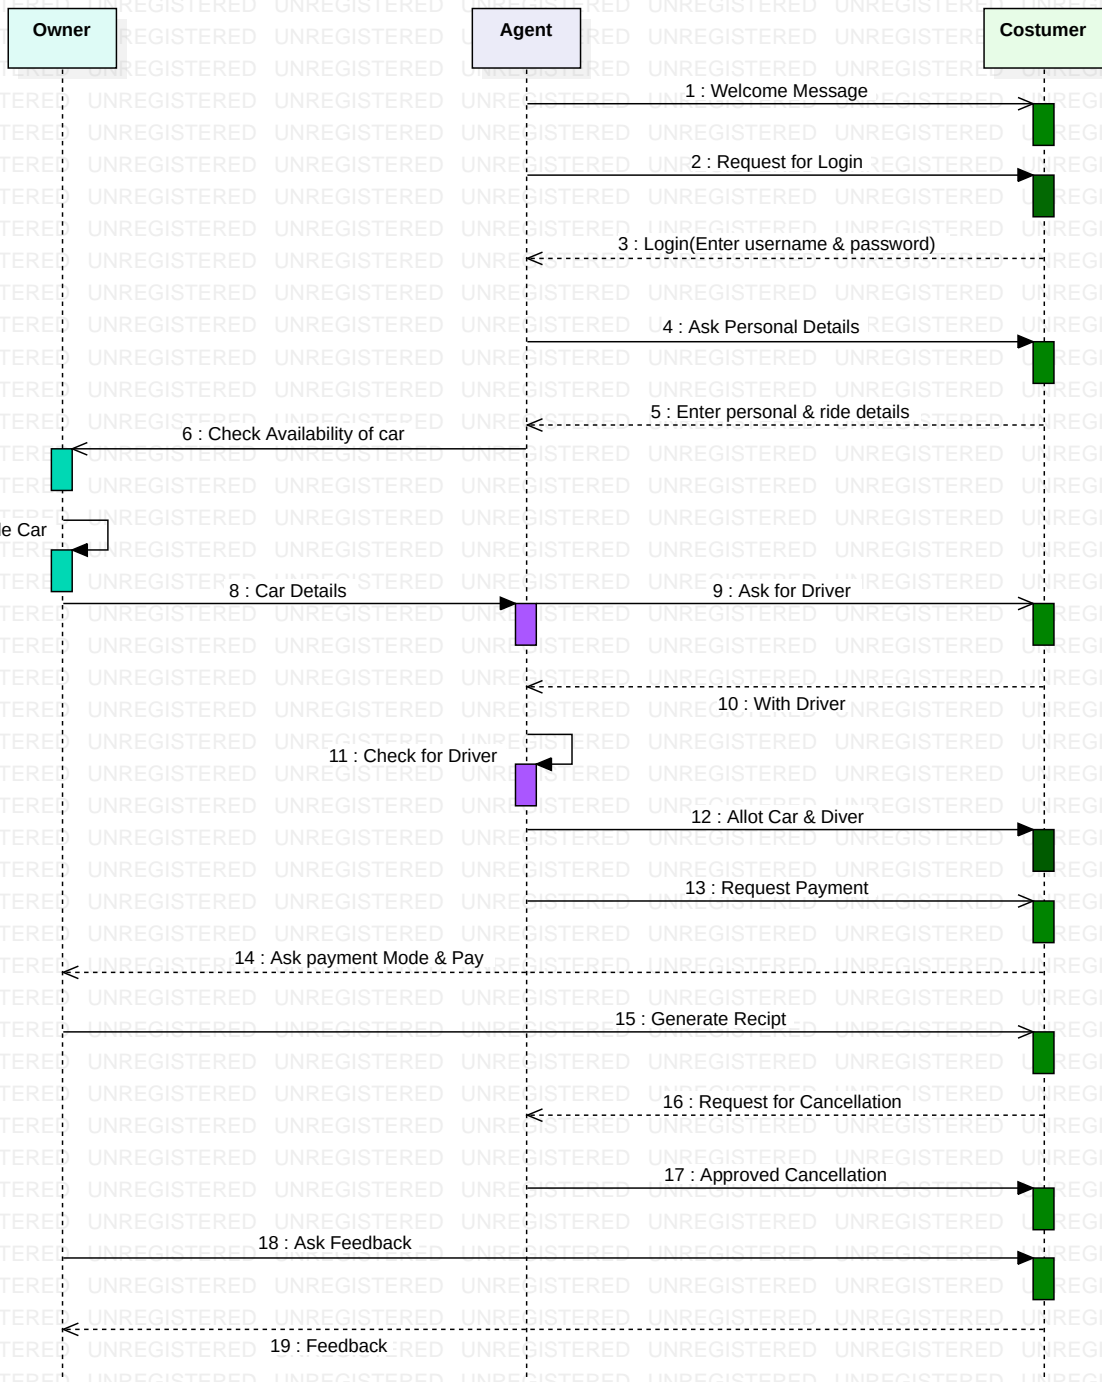 Owner
Agent
Costumer
1 : Welcome Message
2 : Request for Login
3 : Login(Enter username & password)
4 : Ask Personal Details
5 : Enter personal & ride details
6 : Check Availability of car
Car
8 : Car Details
9 : Ask for Driver
10 : With Driver
11 : Check for Driver
12 : Allot Car & Diver
13 : Request Payment
14 : Ask payment Mode & Pay
15 : Generate Recipt
16 : Request for Cancellation
17 : Approved Cancellation
18 : Ask Feedback
19 : Feedback
UNREGISTERED